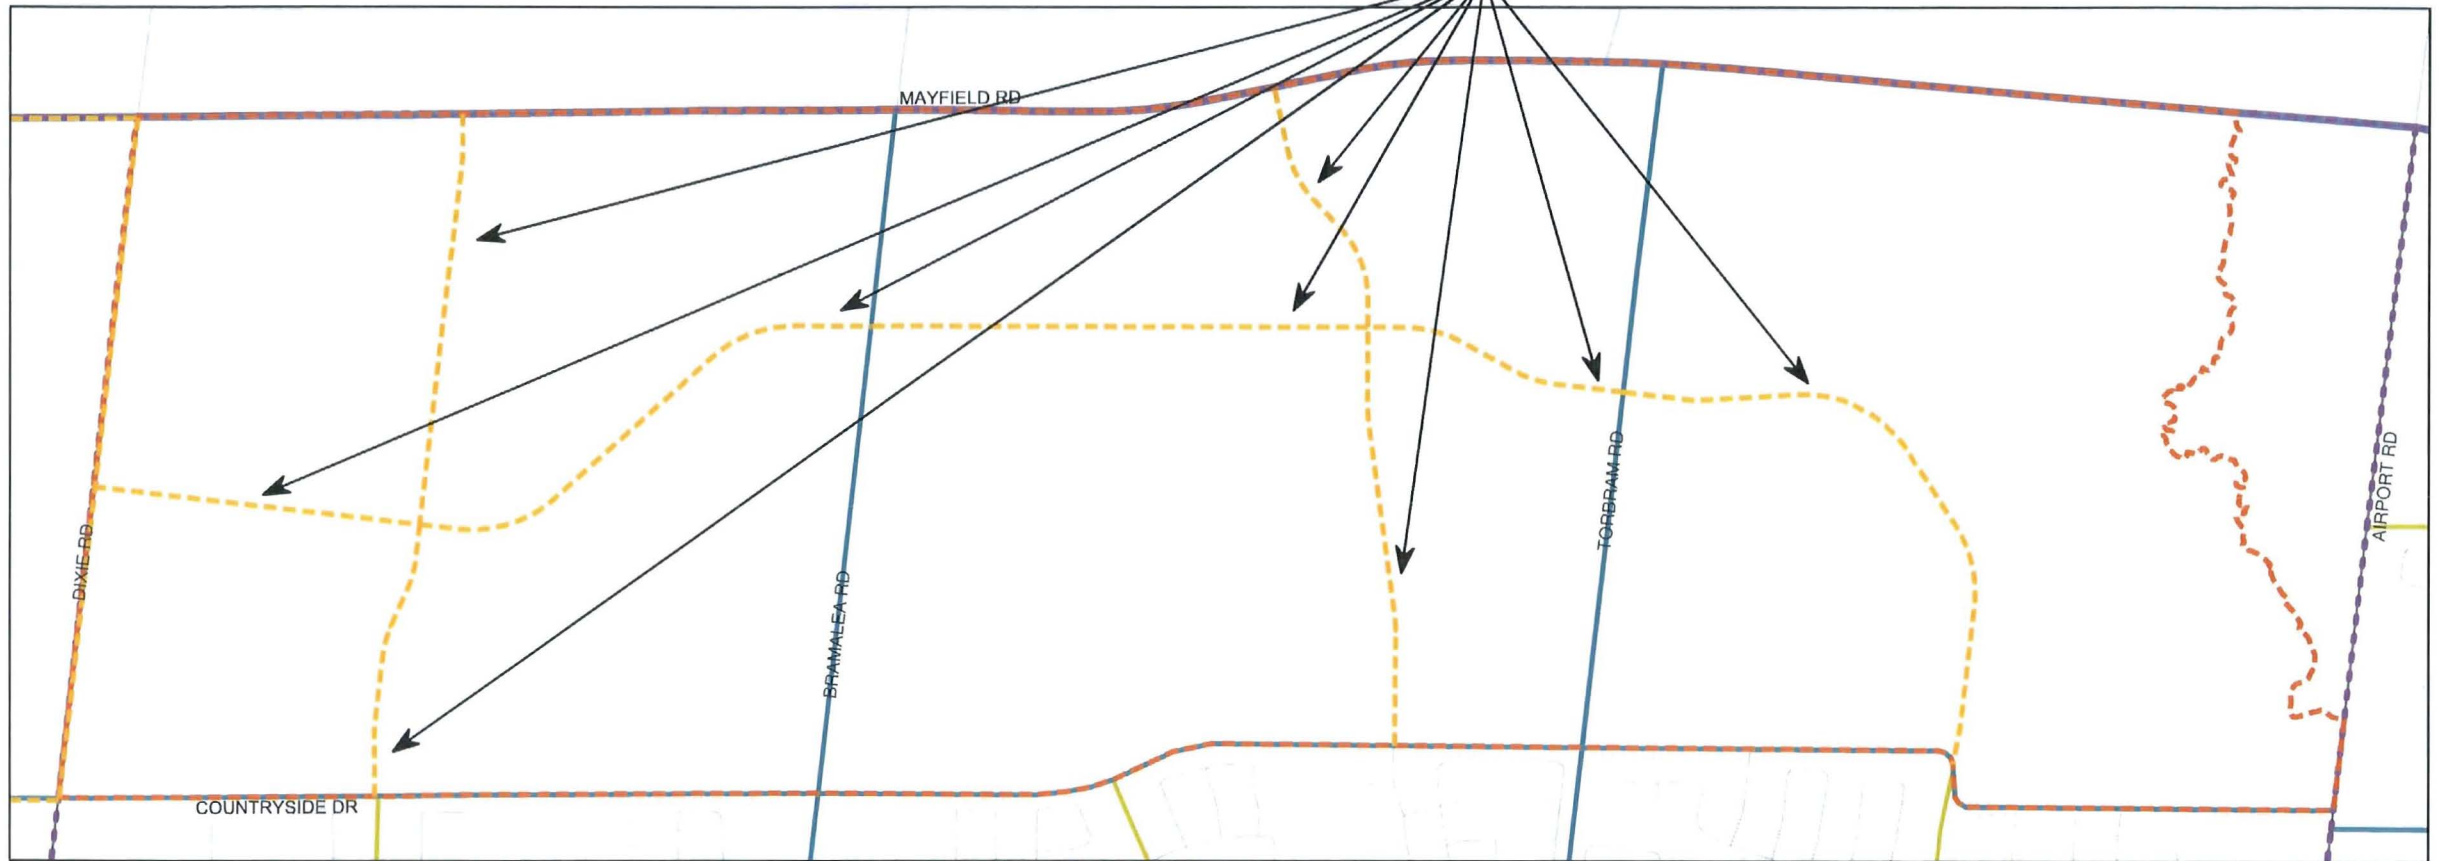 MAYFIELD RD
TORBRAM RD
AIRPORT RD
DIXIE RD
BRAMALEA RD
COUNTRYSIDE DR